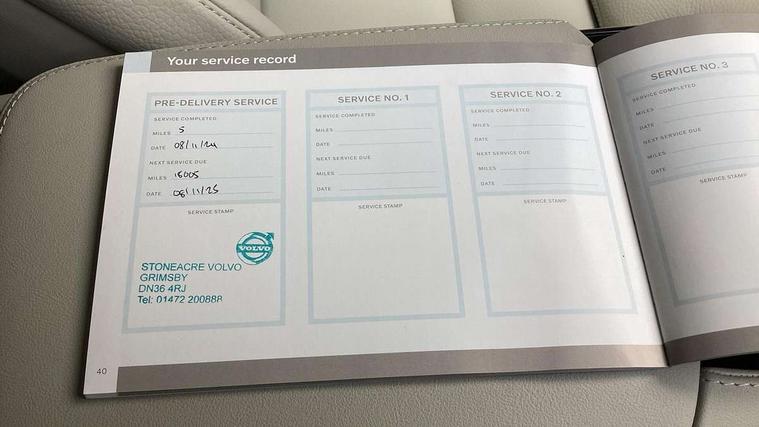 Your service record
PRE-DELIVERY SERVICE
SERVICE COMPLETED
MILES 5
DATE 08/11/24
NEXT SERVICE DUE
MILES 18005
DATE 08/11/25
SERVICE STAMP
VOLVO
STONEACRE VOLVO
GRIMSBY
DN36 4RJ
Tel: 01472 200888
SERVICE NO. 1
SERVICE COMPLETED
MILES
DATE
NEXT SERVICE DUE
MILES
DATE
SERVICE STAMP
SERVICE NO. 2
SERVICE COMPLETED
MILES
DATE
NEXT SERVICE DUE
MILES
DATE
SERVICE STAMP
SERVICE NO. 3
SERVICE COMPLETED
MILES
DATE
NEXT SERVICE DUE
MILES
DATE
SERVICE STAMP
40